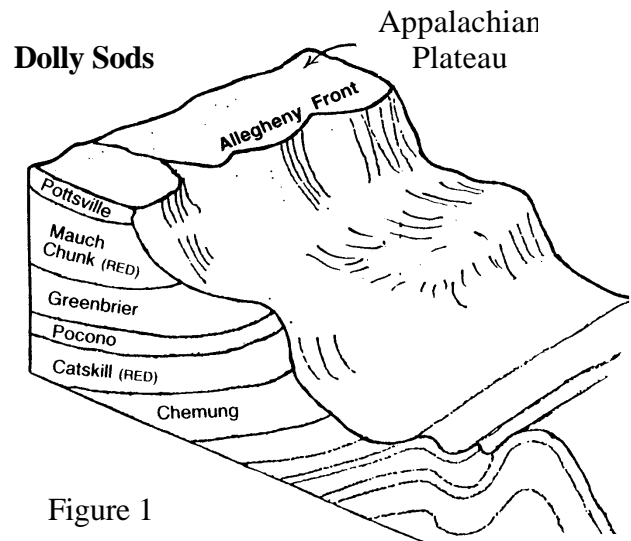 Dolly Sods
Appalachian
Plateau
Allegheny Front
Pottsville
Mauch
Chunk (RED)
Greenbrier
Pocono
Catskill (RED)
Chemung
Figure 1